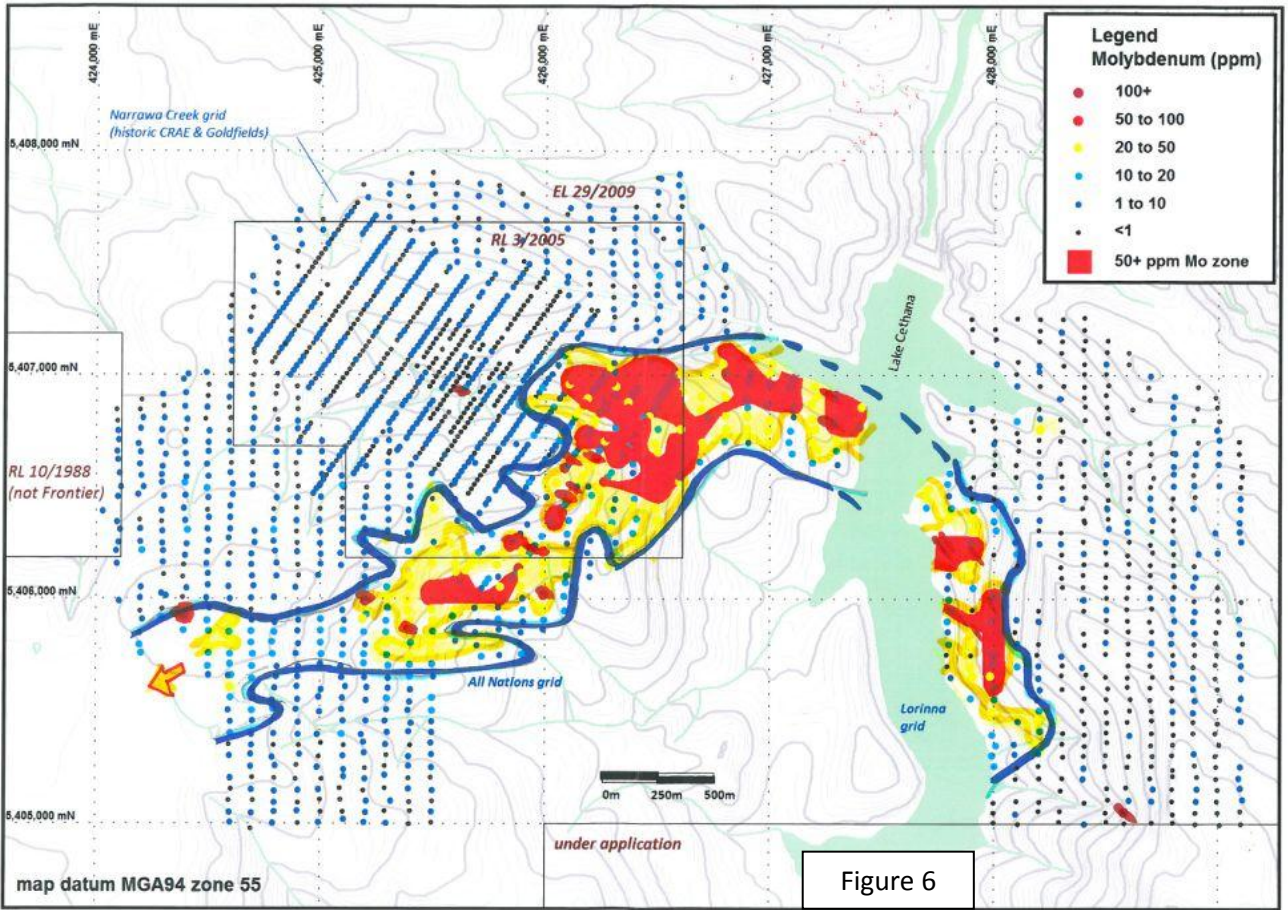 424,000 mE
425,000 mE
426,000 mE
427,000 mE
428,000 mE
Legend
Molybdenum (ppm)
100+
50 to 100
20 to 50
10 to 20
1 to 10
<1
50+ ppm Mo zone
Narrawa Creek grid
(historic CRAE & Goldfields)
5,408,000 mN
EL 29/2009
RL 3/2005
Lake Cethana
5,407,000 mN
RL 10/1988
(not Frontier)
5,406,000 mN
All Nations grid
Lorinna
grid
0m 250m 500m
5,405,000 mN
under application
Figure 6
map datum MGA94 zone 55